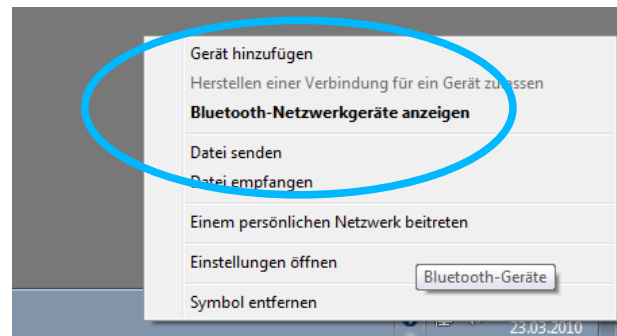 Gerät hinzufügen
Herstellen einer Verbindung für ein Gerät zulassen
Bluetooth-Netzwerkgeräte anzeigen
Datei senden
Datei empfangen
Einem persönlichen Netzwerk beitreten
Einstellungen öffnen
Bluetooth-Geräte
Symbol entfernen
23.03.2010